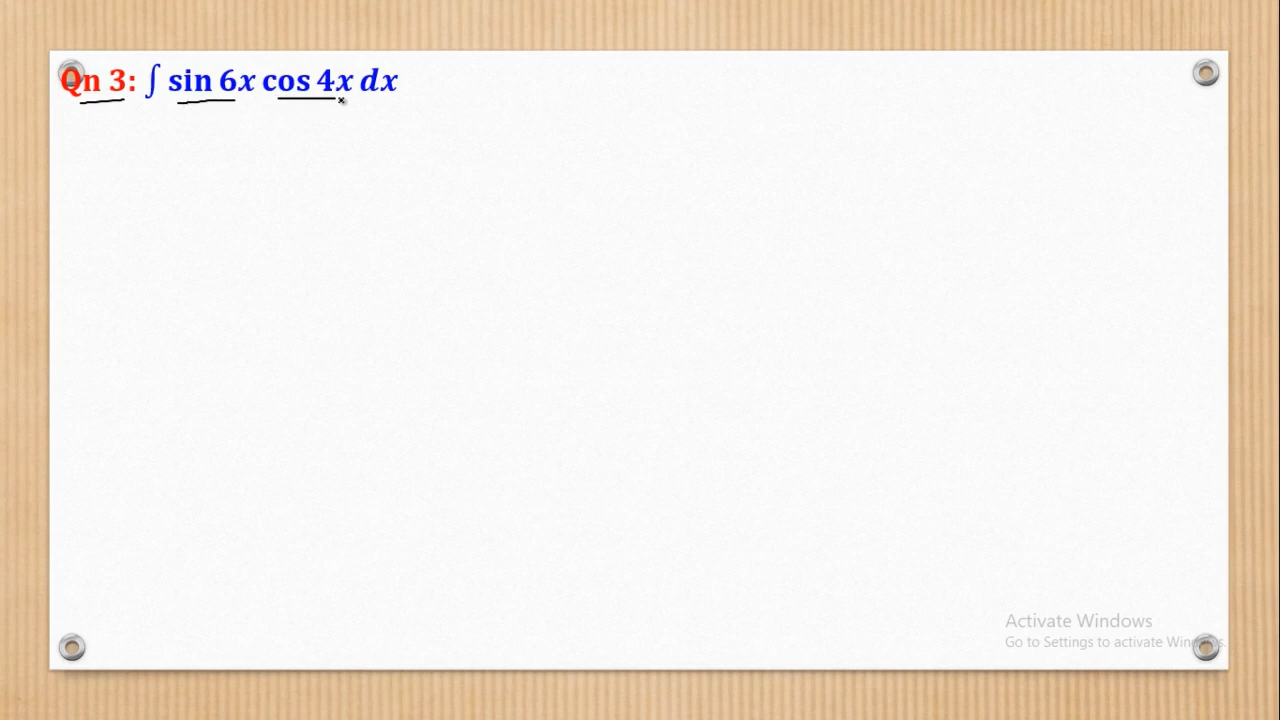 Qn 3: ∫ sin 6x cos 4x dx
Activate Windows
Go to Settings to activate Windows.